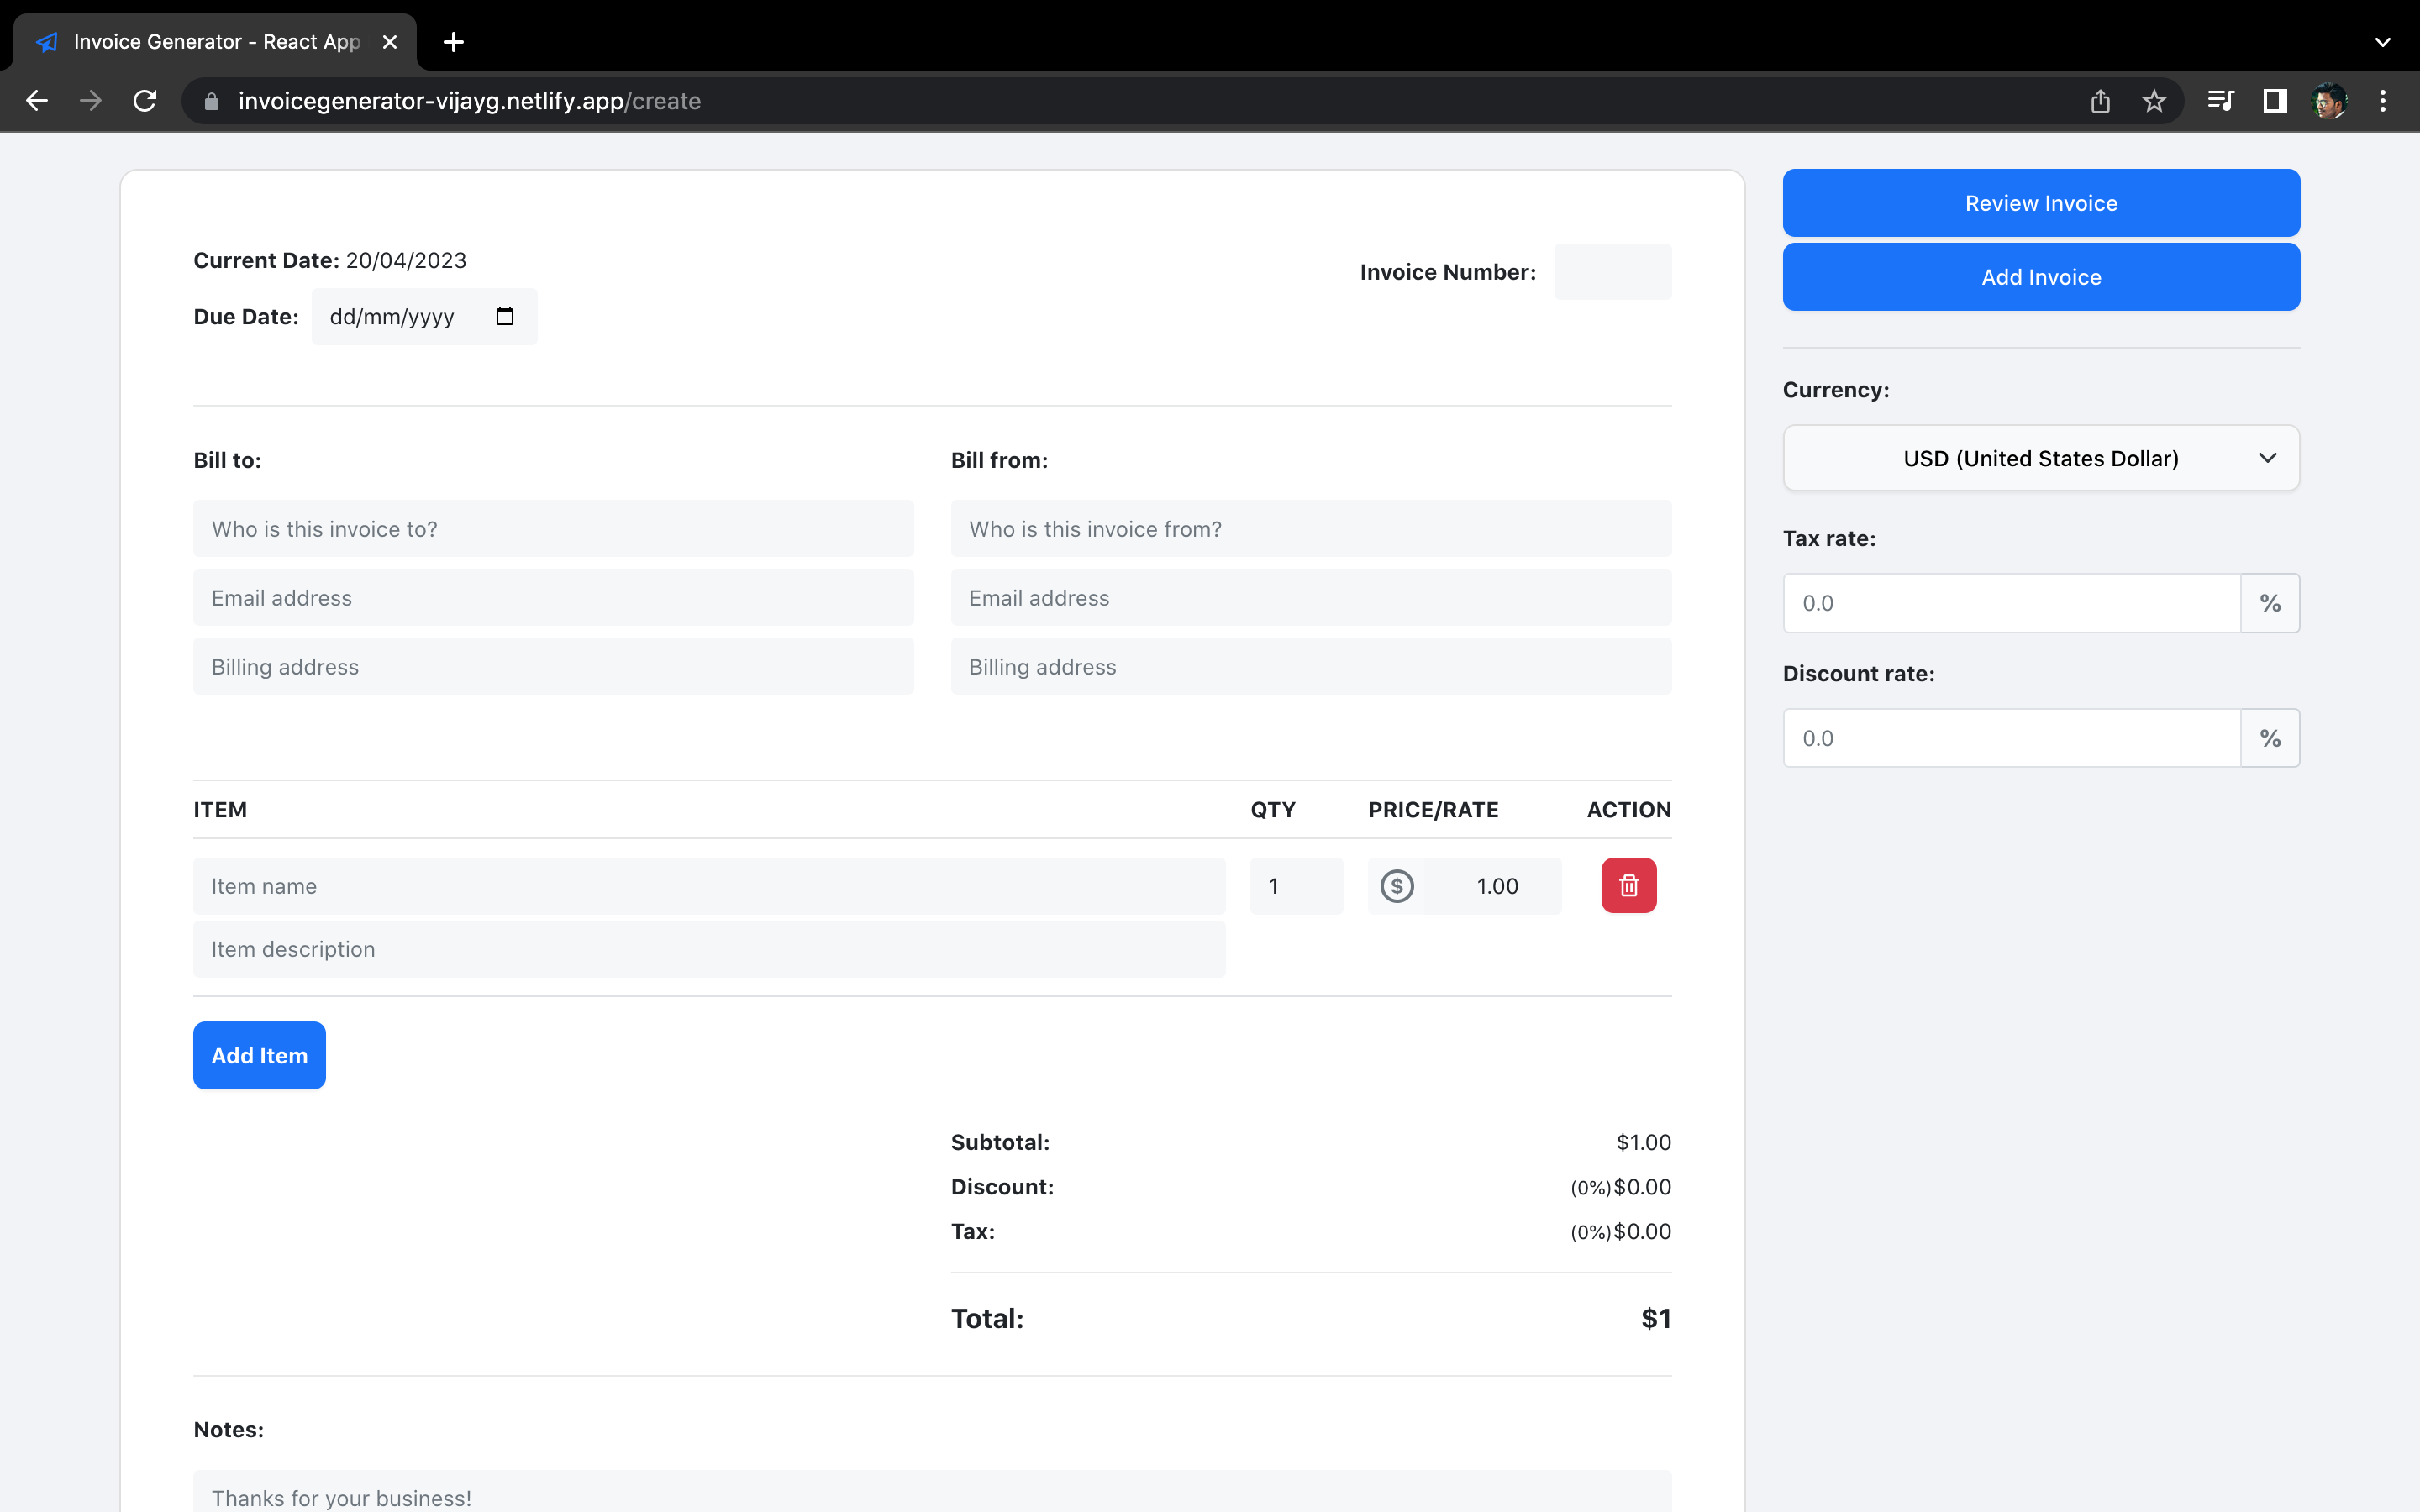 Invoice Generator - React App
invoicegenerator-vijayg.netlify.app/create
Current Date: 20/04/2023
Invoice Number:
Due Date: dd/mm/yyyy
Bill to:
Bill from:
Who is this invoice to?
Who is this invoice from?
Email address
Email address
Billing address
Billing address
ITEM QTY PRICE/RATE ACTION
Item name 1 $ 1.00
Item description
Add Item
Subtotal: $1.00
Discount: (0%)$0.00
Tax: (0%)$0.00
Total: $1
Notes:
Thanks for your business!
Review Invoice
Add Invoice
Currency:
USD (United States Dollar)
Tax rate:
0.0 %
Discount rate:
0.0 %